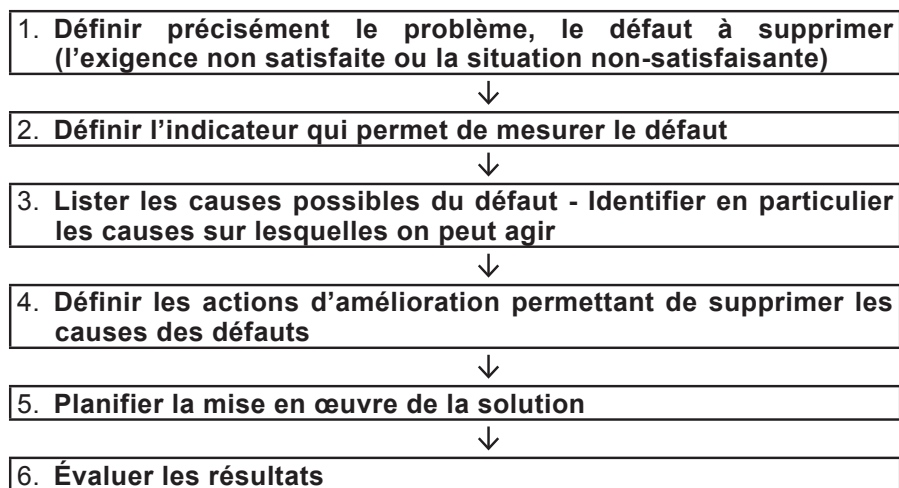 1. Définir précisément le problème, le défaut à supprimer
(l’exigence non satisfaite ou la situation non-satisfaisante)
↓
2. Définir l’indicateur qui permet de mesurer le défaut
↓
3. Lister les causes possibles du défaut - Identifier en particulier
les causes sur lesquelles on peut agir
↓
4. Définir les actions d’amélioration permettant de supprimer les
causes des défauts
↓
5. Planifier la mise en œuvre de la solution
↓
6. Évaluer les résultats